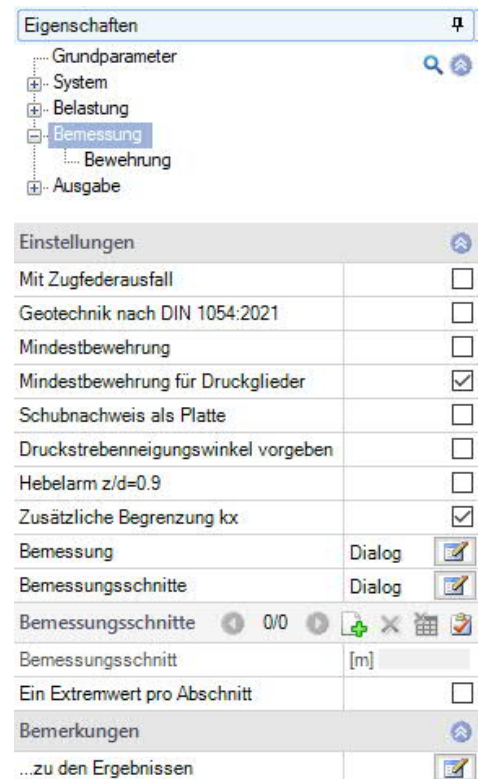 Eigenschaften
Grundparameter
System
Belastung
Bemessung
Bewehrung
Ausgabe
Einstellungen
Mit Zugfederausfall
Geotechnik nach DIN 1054:2021
Mindestbewehrung
Mindestbewehrung für Druckglieder
Schubnachweis als Platte
Druckstrebenneigungswinkel vorgeben
Hebelarm z/d=0.9
Zusätzliche Begrenzung kx
Bemessung Dialog
Bemessungsschnitte Dialog
Bemessungsschnitte 0/0
Bemessungsschnitt [m]
Ein Extremwert pro Abschnitt
Bemerkungen
...zu den Ergebnissen